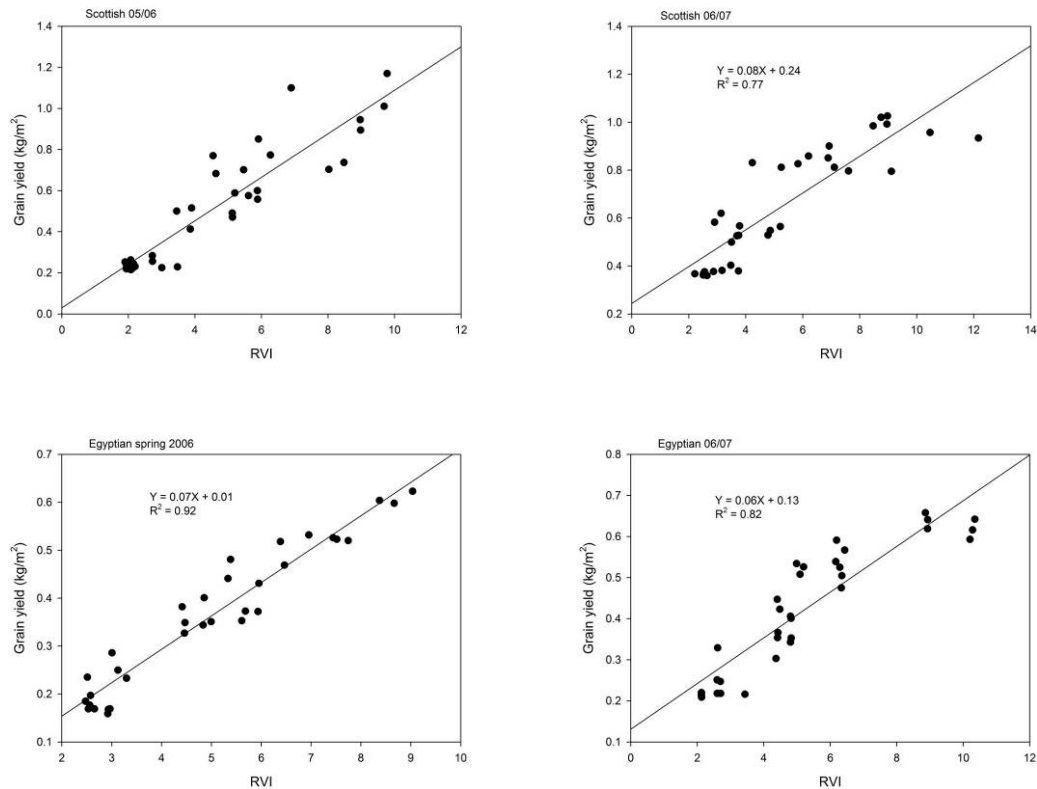 Scottish 05/06
1.4
1.2
1.0
0.8
0.6
0.4
0.2
0.0
Grain yield (kg/m²)
0 2 4 6 8 10 12
RVI
Scottish 06/07
Y = 0.08X + 0.24
R² = 0.77
1.4
1.2
1.0
0.8
0.6
0.4
0.2
Grain yield (kg/m²)
0 2 4 6 8 10 12 14
RVI
Egyptian spring 2006
Y = 0.07X + 0.01
R² = 0.92
0.7
0.6
0.5
0.4
0.3
0.2
0.1
Grain yield (kg/m²)
2 3 4 5 6 7 8 9 10
RVI
Egyptian 06/07
Y = 0.06X + 0.13
R² = 0.82
0.8
0.7
0.6
0.5
0.4
0.3
0.2
0.1
Grain yield (kg/m²)
0 2 4 6 8 10 12
RVI